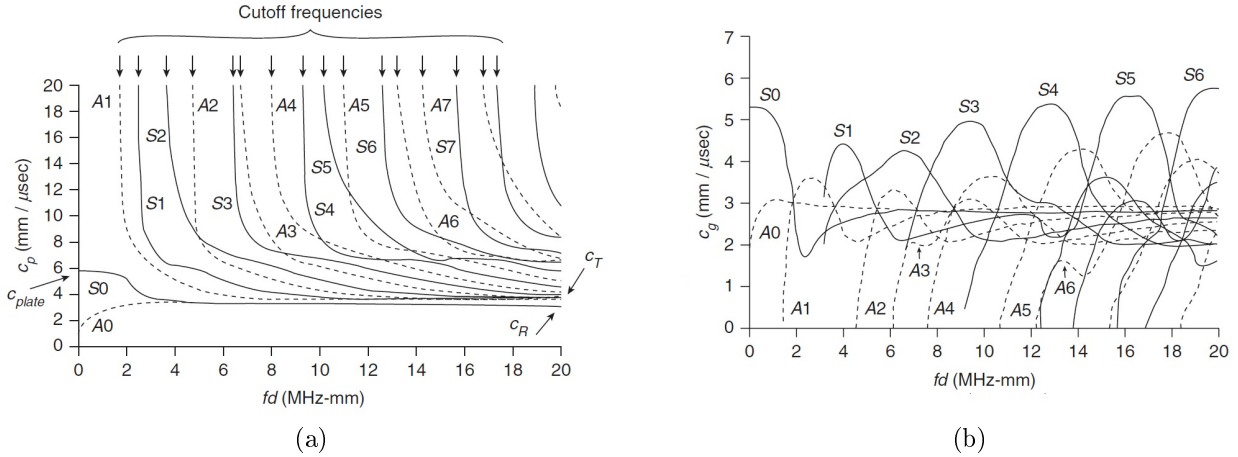 Cutoff frequencies
20
18
16
14
12
10
8
6
4
2
0
c_p (mm / μsec)
A1
S2
A2
A4
A5
A7
S6
S7
S5
S1
S3
S4
A6
A3
S0
A0
c_plate
c_T
c_R
0 2 4 6 8 10 12 14 16 18 20
fd (MHz-mm)
(a)
7
6
5
4
3
2
1
0
c_g (mm / μsec)
S0
S1
S2
S3
S4
S5
S6
A0
A3
A6
A1
A2
A4
A5
0 2 4 6 8 10 12 14 16 18 20
fd (MHz-mm)
(b)